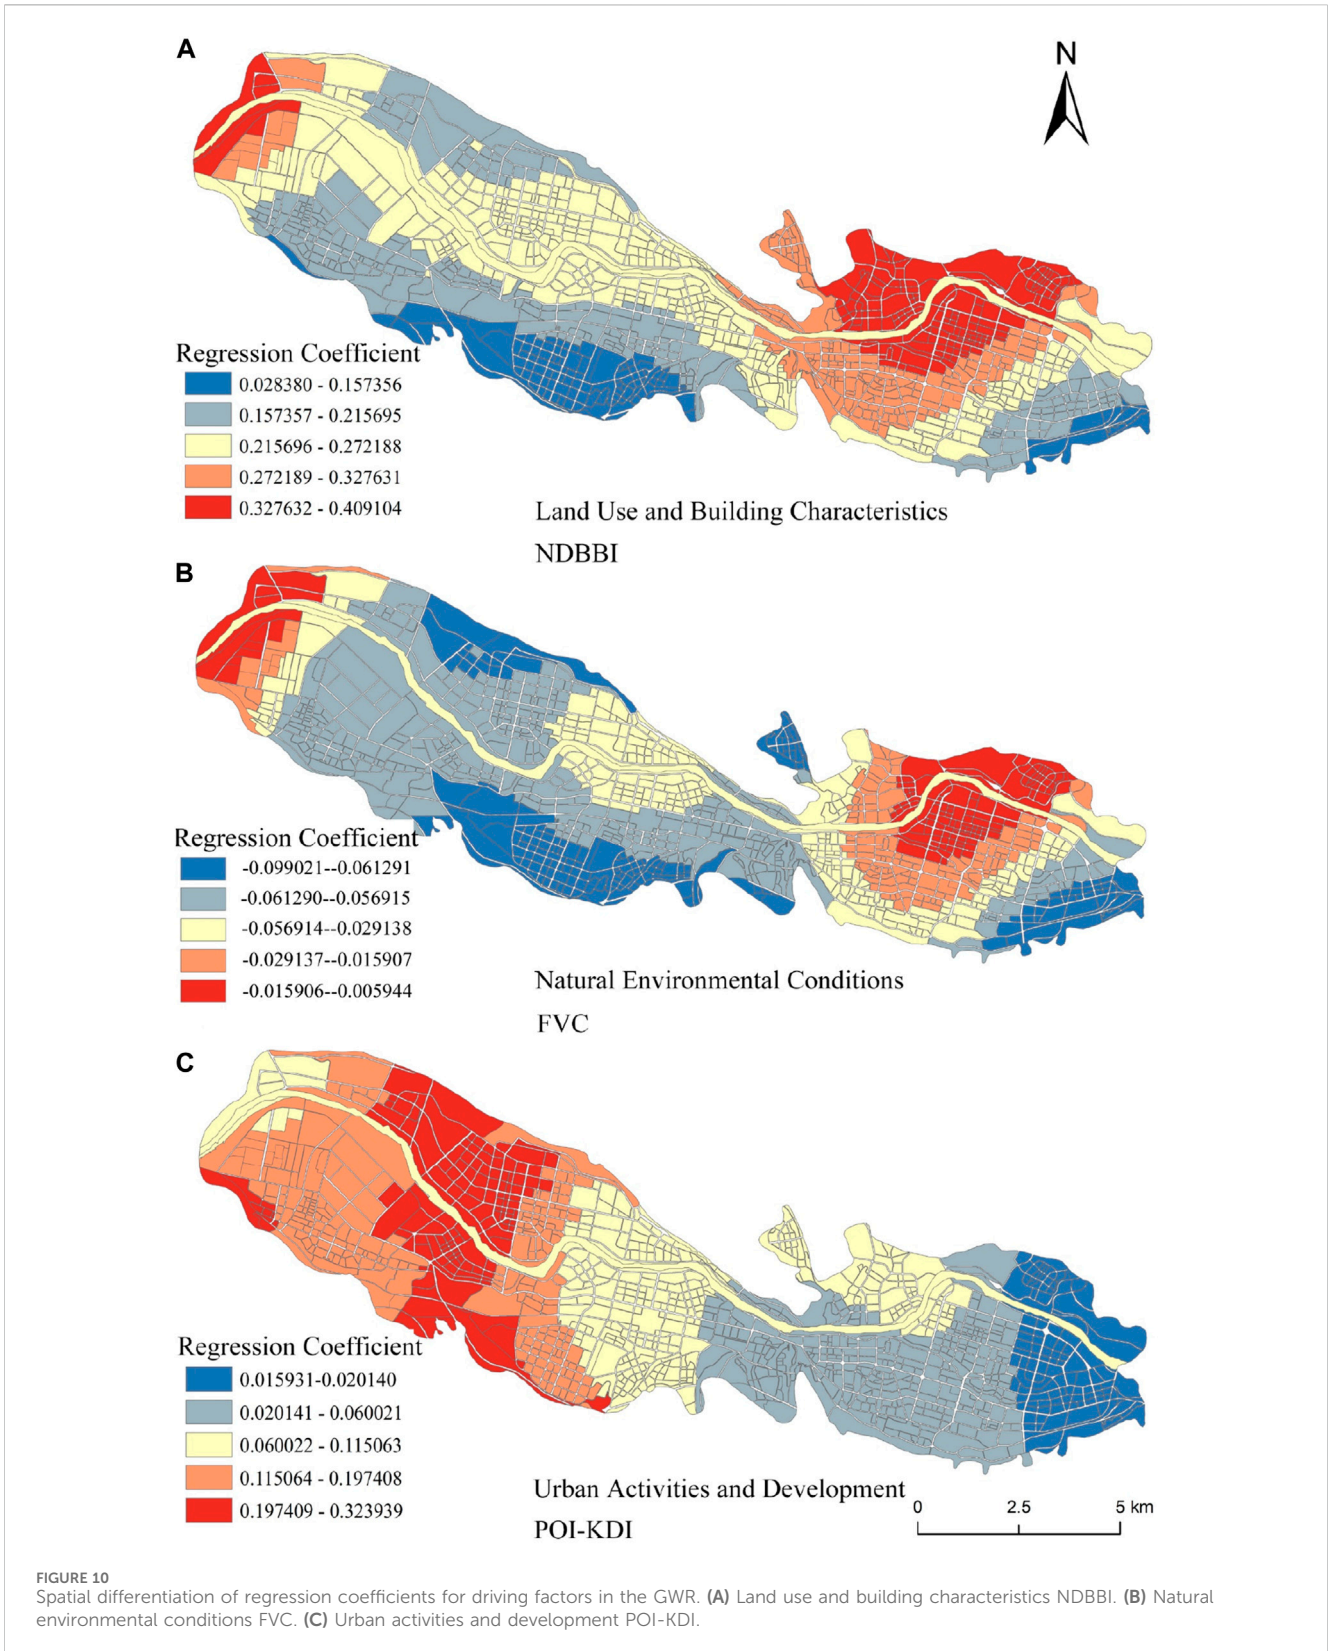 A
N
Regression Coefficient
0.028380 - 0.157356
0.157357 - 0.215695
0.215696 - 0.272188
0.272189 - 0.327631
0.327632 - 0.409104
Land Use and Building Characteristics
NDBBI
B
Regression Coefficient
-0.099021--0.061291
-0.061290--0.056915
-0.056914--0.029138
-0.029137--0.015907
-0.015906--0.005944
Natural Environmental Conditions
FVC
C
Regression Coefficient
0.015931-0.020140
0.020141 - 0.060021
0.060022 - 0.115063
0.115064 - 0.197408
0.197409 - 0.323939
Urban Activities and Development
POI-KDI
0 2.5 5 km
FIGURE 10
Spatial differentiation of regression coefficients for driving factors in the GWR. (A) Land use and building characteristics NDBBI. (B) Natural
environmental conditions FVC. (C) Urban activities and development POI-KDI.